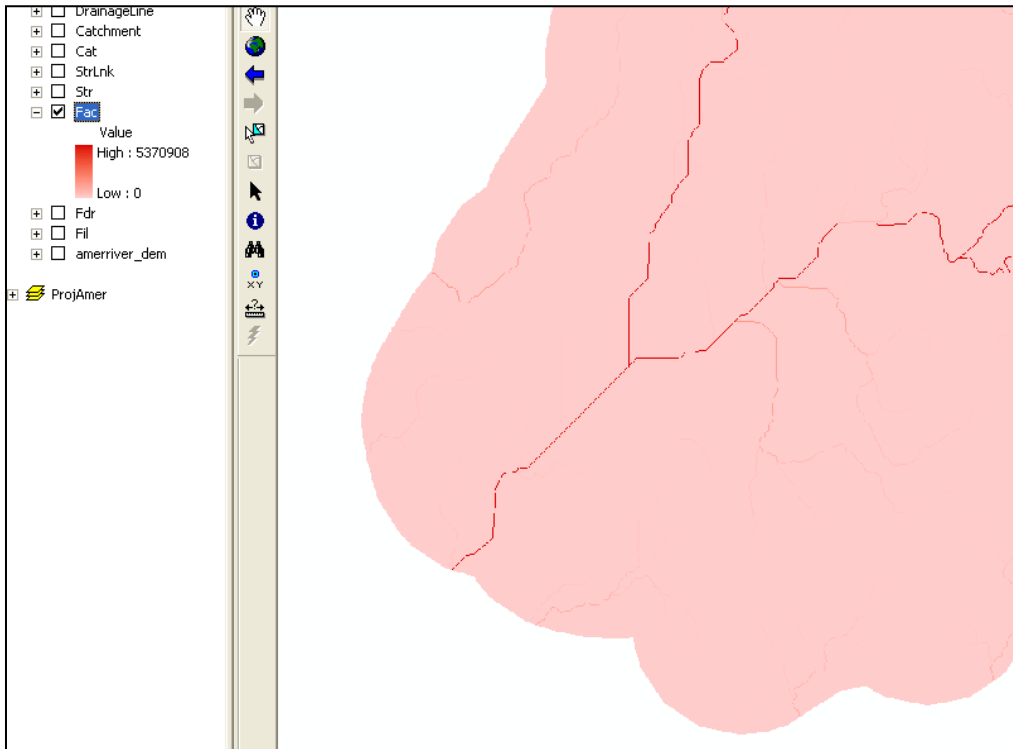 DrainageLine
Catchment
Cat
StrLnk
Str
Fac
Value
High : 5370908
Low : 0
Fdr
Fil
amerriver_dem
ProjAmer
XY
?